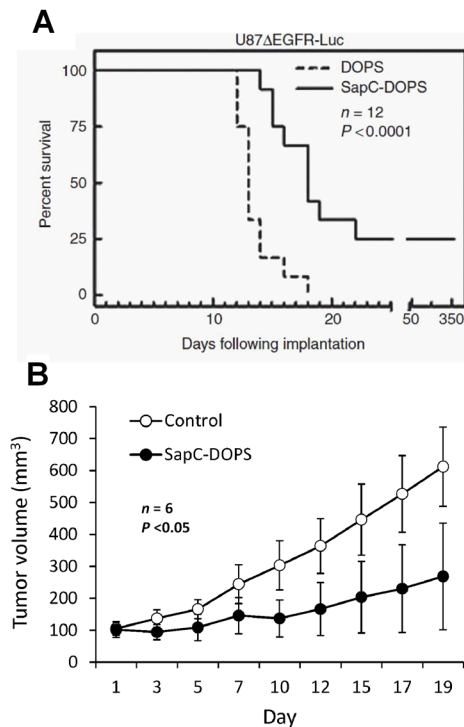 A
U87ΔEGFR-Luc
DOPS
SapC-DOPS
n = 12
P < 0.0001
Percent survival
100
75
50
25
0
0 10 20 50 350
Days following implantation
B
Control
SapC-DOPS
n = 6
P <0.05
Tumor volume (mm³)
800
700
600
500
400
300
200
100
0
1 3 5 7 10 12 15 17 19
Day